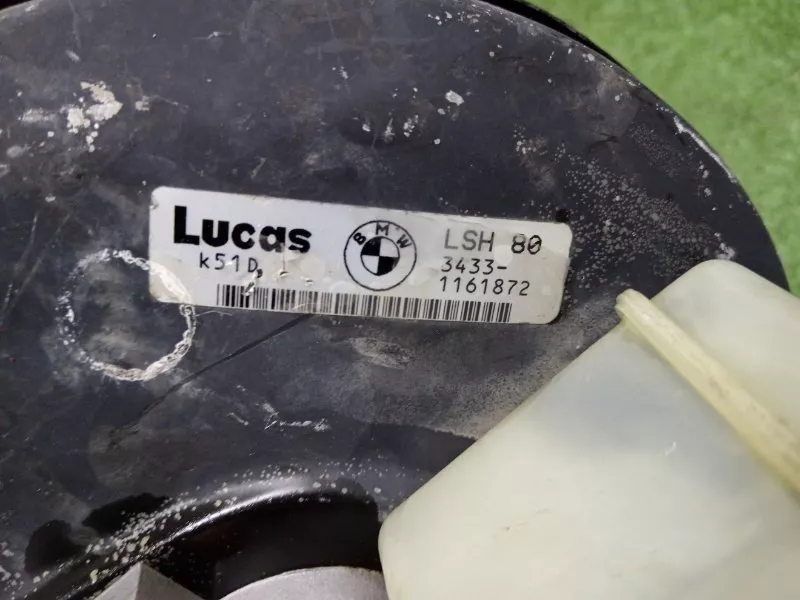 Lucas
k51D
BMW
LSH 80
3433-
1161872